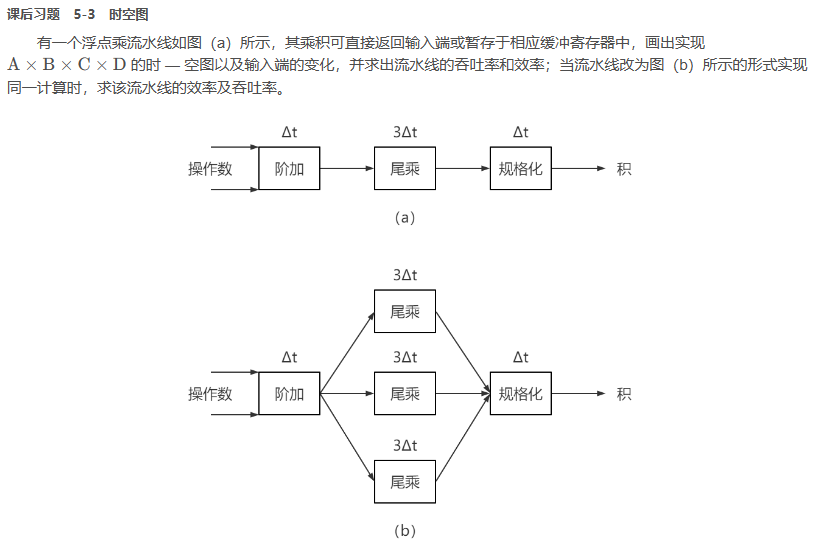 课后习题 5-3 时空图
有一个浮点乘流水线如图（a）所示，其乘积可直接返回输入端或暂存于相应缓冲寄存器中，画出实现
A × B × C × D 的时 — 空图以及输入端的变化，并求出流水线的吞吐率和效率；当流水线改为图（b）所示的形式实现
同一计算时，求该流水线的效率及吞吐率。
Δt 3Δt Δt
操作数 阶加 尾乘 规格化 积
（a）
3Δt
尾乘
Δt 3Δt Δt
操作数 阶加 尾乘 规格化 积
3Δt
尾乘
（b）